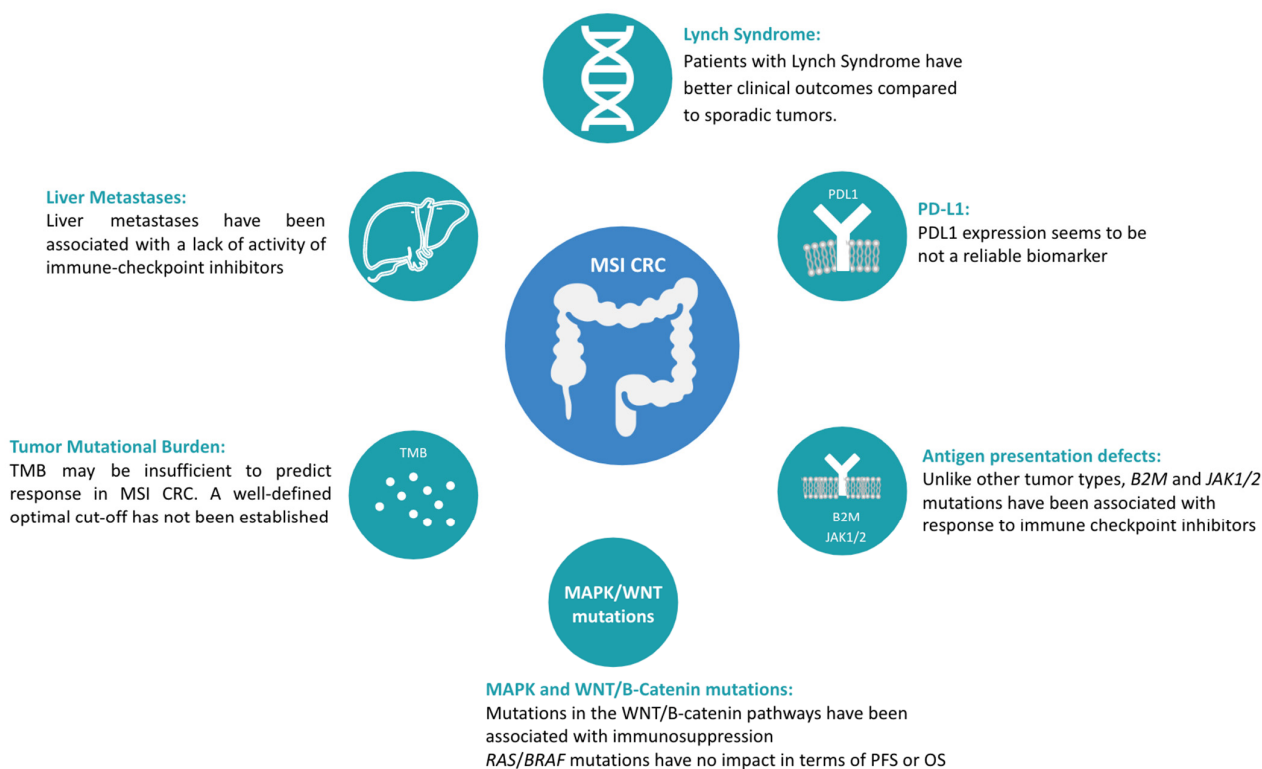 Lynch Syndrome:
Patients with Lynch Syndrome have
better clinical outcomes compared
to sporadic tumors.
Liver Metastases:
Liver metastases have been
associated with a lack of activity of
immune-checkpoint inhibitors
PDL1
PD-L1:
PDL1 expression seems to be
not a reliable biomarker
MSI CRC
Tumor Mutational Burden:
TMB may be insufficient to predict
response in MSI CRC. A well-defined
optimal cut-off has not been established
TMB
B2M
JAK1/2
Antigen presentation defects:
Unlike other tumor types, B2M and JAK1/2
mutations have been associated with
response to immune checkpoint inhibitors
MAPK/WNT
mutations
MAPK and WNT/B-Catenin mutations:
Mutations in the WNT/B-catenin pathways have been
associated with immunosuppression
RAS/BRAF mutations have no impact in terms of PFS or OS